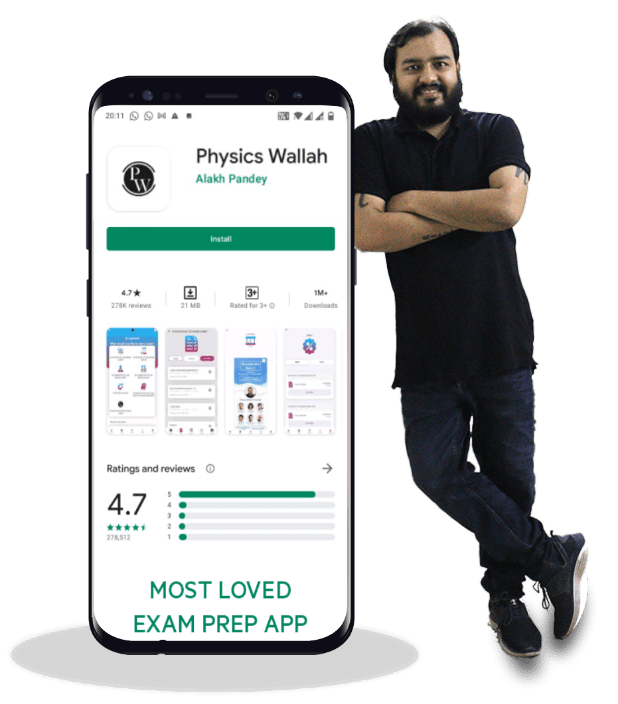 20:11
Physics Wallah
Alakh Pandey
PW
Install
4.7★
278K reviews
21 MB
3+
Rated for 3+
1M+
Downloads
Ratings and reviews
4.7
278,512
5
4
3
2
1
MOST LOVED
EXAM PREP APP